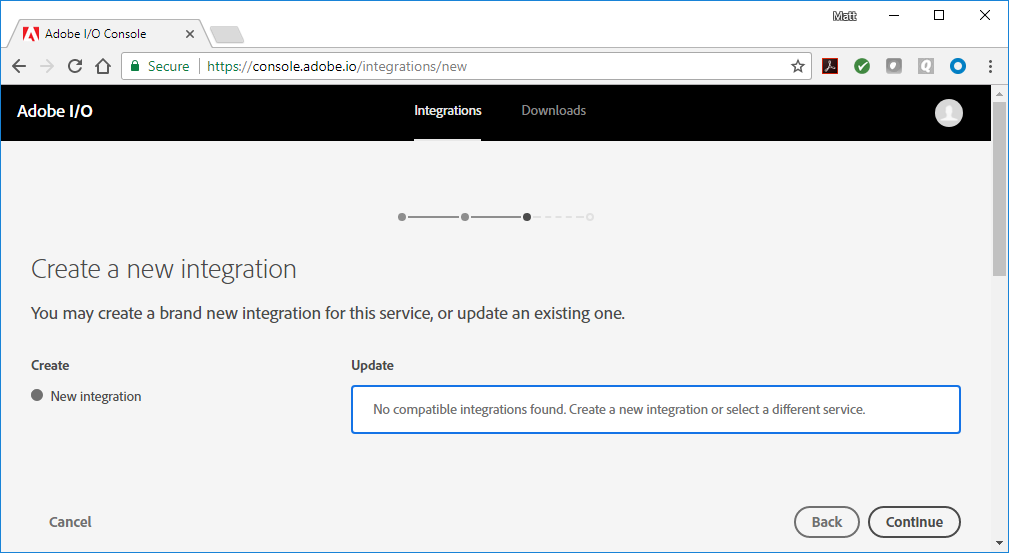 Matt
Adobe I/O Console
Secure https://console.adobe.io/integrations/new
Adobe I/O Integrations Downloads
Create a new integration
You may create a brand new integration for this service, or update an existing one.
Create Update
New integration
No compatible integrations found. Create a new integration or select a different service.
Cancel Back Continue